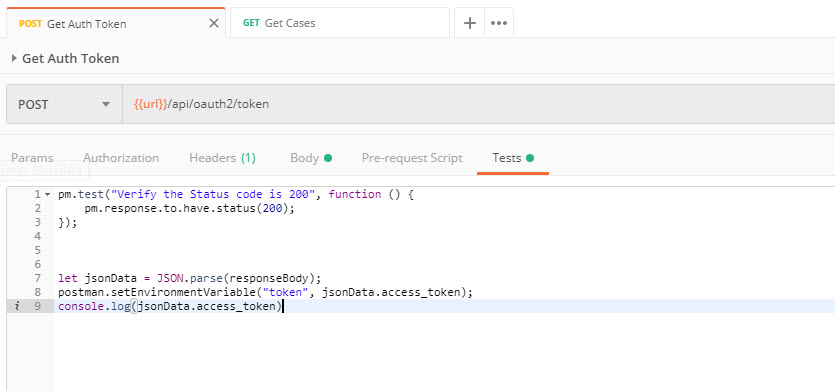 POST Get Auth Token
GET Get Cases
Get Auth Token
POST {{url}}/api/oauth2/token
Params Authorization Headers (1) Body Pre-request Script Tests
gency Metadata
1 pm.test("Verify the Status code is 200", function () {
2 pm.response.to.have.status(200);
3 });
4
5
6
7 let jsonData = JSON.parse(responseBody);
8 postman.setEnvironmentVariable("token", jsonData.access_token);
i 9 console.log(jsonData.access_token)